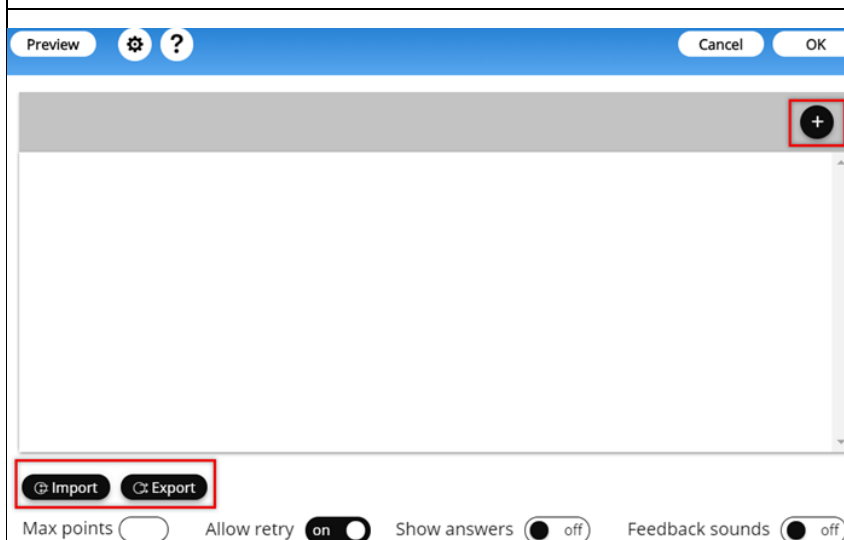 Preview ? Cancel OK
+
Import Export
Max points Allow retry on Show answers off Feedback sounds off